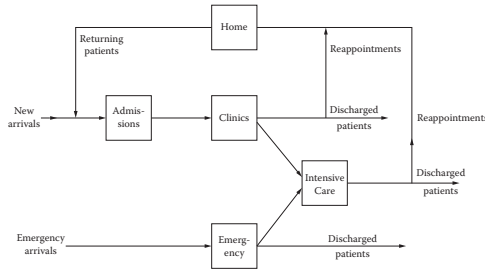 Home
Returning
patients
Reappointments
New
arrivals
Admis-
sions
Clinics
Discharged
patients
Reappointments
Intensive
Care
Discharged
patients
Emergency
arrivals
Emerg-
ency
Discharged
patients